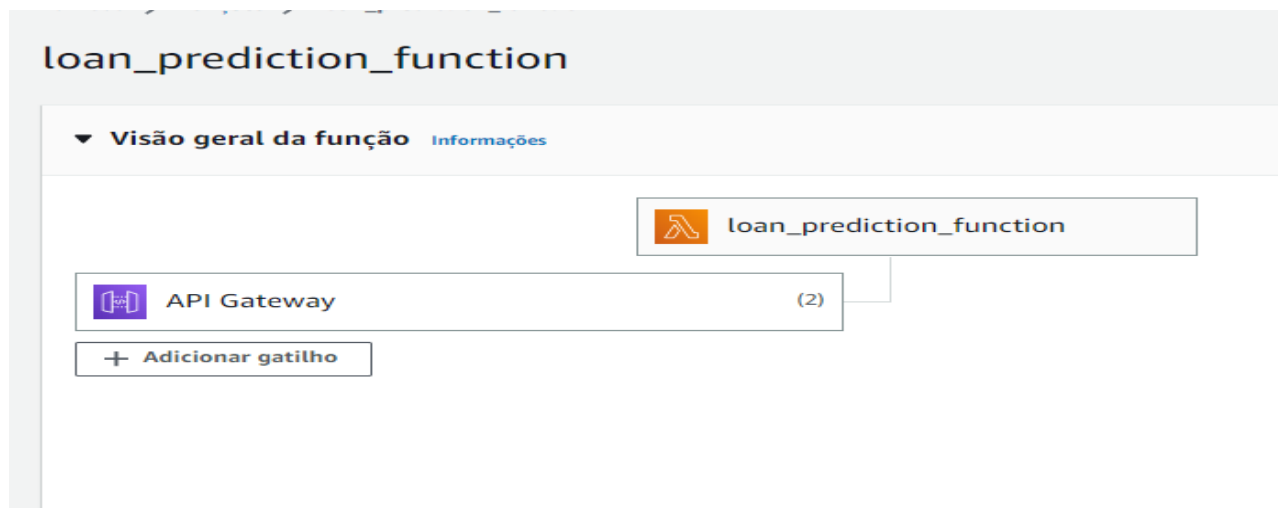 loan_prediction_function
Visão geral da função Informações
loan_prediction_function
API Gateway (2)
Adicionar gatilho